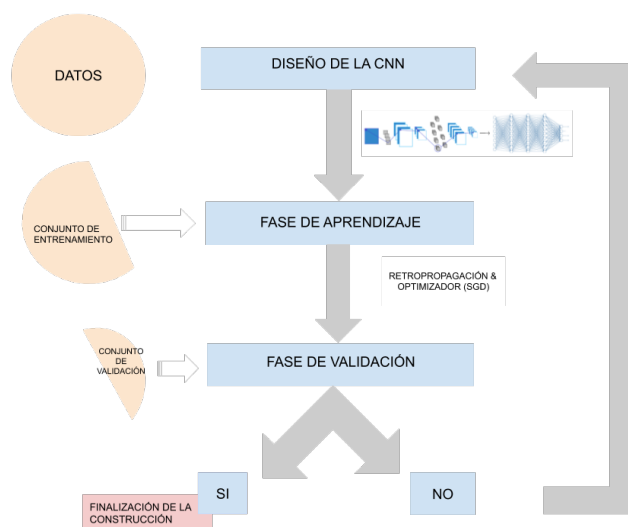 DATOS
DISEÑO DE LA CNN
CONJUNTO DE
ENTRENAMIENTO
FASE DE APRENDIZAJE
RETROPROPAGACIÓN &
OPTIMIZADOR (SGD)
CONJUNTO
DE
VALIDACIÓN
FASE DE VALIDACIÓN
SI
NO
FINALIZACIÓN DE LA
CONSTRUCCIÓN